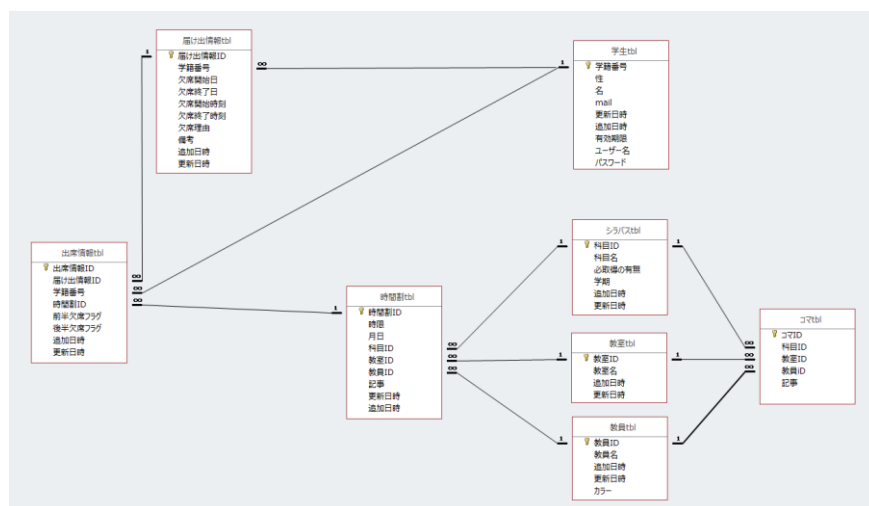 届け出情報tbl
届け出情報ID
学籍番号
欠席開始日
欠席終了日
欠席開始時刻
欠席終了時刻
欠席理由
備考
追加日時
更新日時
学生tbl
学籍番号
性
名
mail
更新日時
追加日時
有効期限
ユーザー名
パスワード
出席情報tbl
出席情報ID
届け出情報ID
学籍番号
時間割ID
前半欠席フラグ
後半欠席フラグ
追加日時
更新日時
時間割tbl
時間割ID
時限
月日
科目ID
教室ID
教員ID
記事
更新日時
追加日時
シラバスtbl
科目ID
科目名
必取得の有無
学期
追加日時
更新日時
教室tbl
教室ID
教室名
追加日時
更新日時
教員tbl
教員ID
教員名
追加日時
更新日時
カラー
コマtbl
コマID
科目ID
教室ID
教員iD
記事
1
∞
∞
1
∞
∞
∞
1
∞
∞
∞
1
1
1
1
1
1
∞
∞
∞